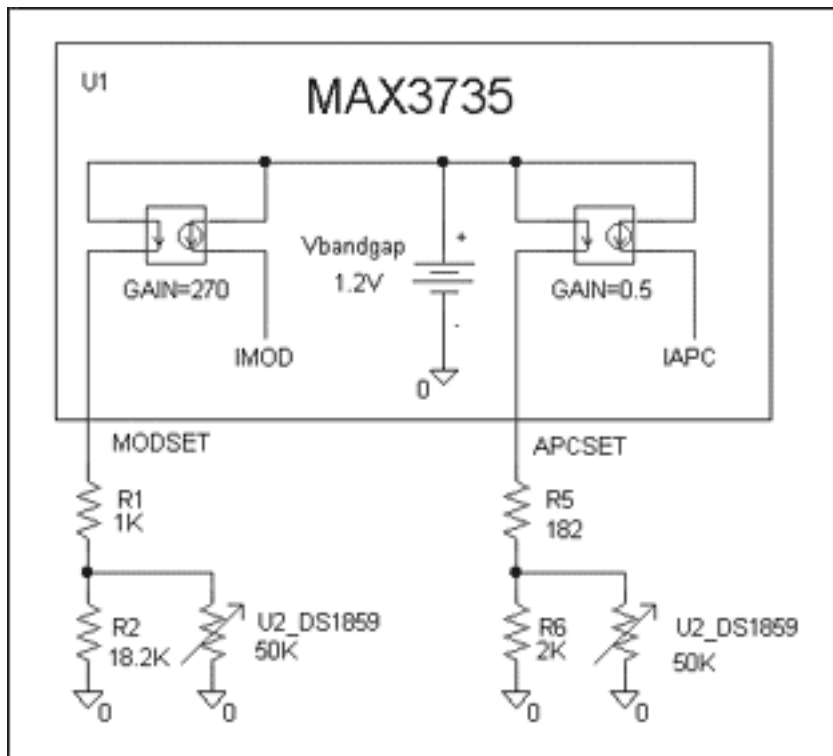 U1
MAX3735
Vbandgap
1.2V
+
-
0
GAIN=270
GAIN=0.5
IMOD
IAPC
MODSET
APCSET
R1
1K
R5
182
R2
18.2K
U2_DS1859
50K
R6
2K
U2_DS1859
50K
0
0
0
0